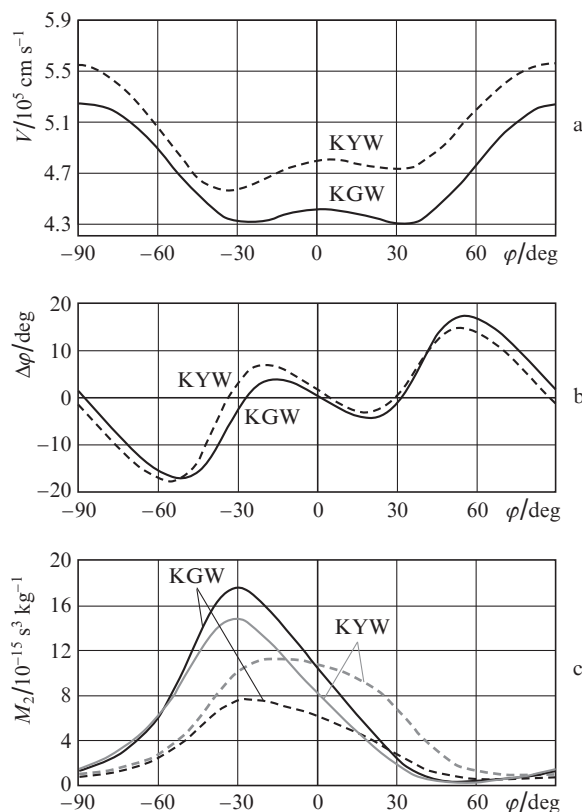 5.9
5.5
5.1
4.7
4.3
V/10⁵ cm s⁻¹
KYW
KGW
a
−90 −60 −30 0 30 60 φ/deg
20
10
0
−10
−20
Δφ/deg
KYW
KGW
b
−90 −60 −30 0 30 60 φ/deg
20
16
12
8
4
0
M₂/10⁻¹⁵ s³ kg⁻¹
KGW
KYW
c
−90 −60 −30 0 30 60 φ/deg